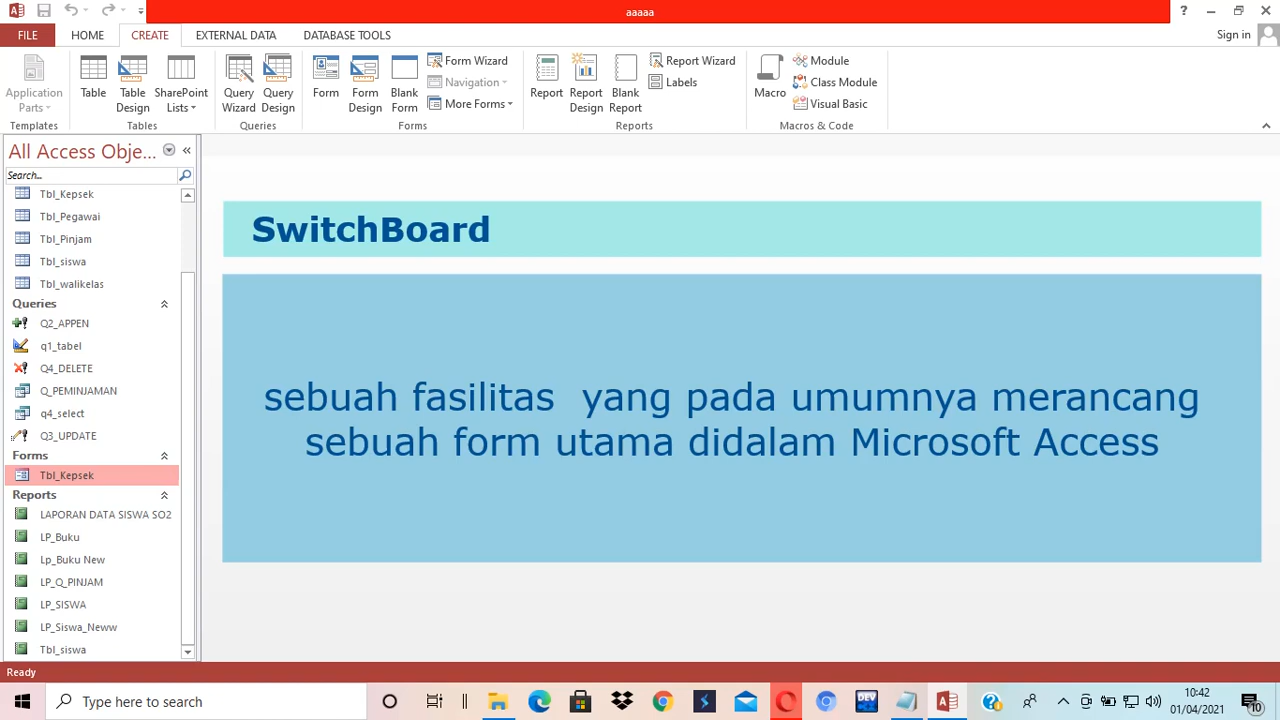 aaaaa
?
FILE
HOME
CREATE
EXTERNAL DATA
DATABASE TOOLS
Sign in
Application Parts
Templates
Table
Table Design
SharePoint Lists
Tables
Query Wizard
Query Design
Queries
Form
Form Design
Blank Form
Form Wizard
Navigation
More Forms
Forms
Report
Report Design
Blank Report
Report Wizard
Labels
Reports
Macro
Module
Class Module
Visual Basic
Macros & Code
All Access Obje...
Search...
Tbl_Kepsek
Tbl_Pegawai
Tbl_Pinjam
Tbl_siswa
Tbl_walikelas
Queries
Q2_APPEN
q1_tabel
Q4_DELETE
Q_PEMINJAMAN
q4_select
Q3_UPDATE
Forms
Tbl_Kepsek
Reports
LAPORAN DATA SISWA SO2
LP_Buku
Lp_Buku New
LP_Q_PINJAM
LP_SISWA
LP_Siswa_Neww
Tbl_siswa
SwitchBoard
sebuah fasilitas  yang pada umumnya merancang
sebuah form utama didalam Microsoft Access
Ready
Type here to search
DEV
10:42
01/04/2021
10